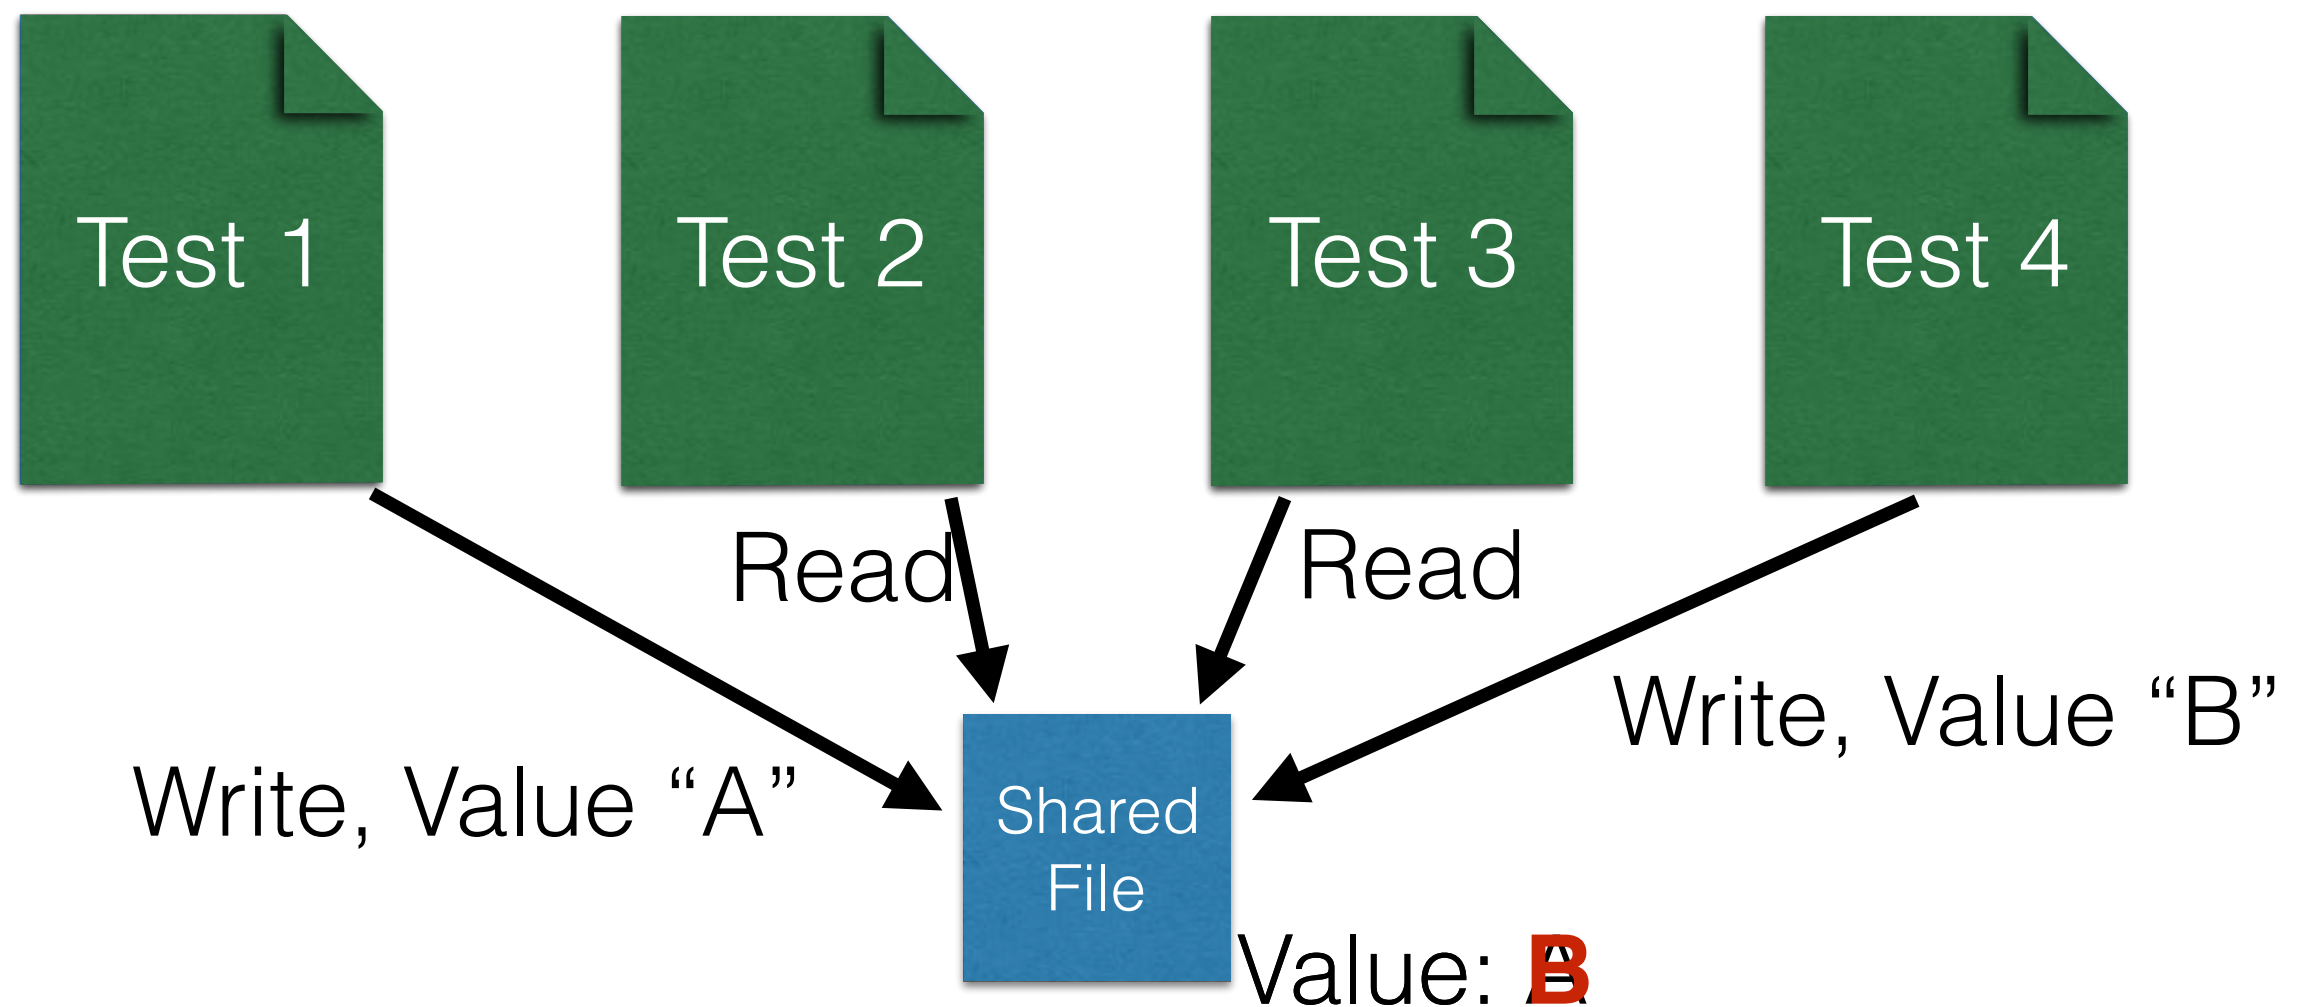 Test 1
Test 2
Test 3
Test 4
Read
Read
Write, Value “B”
Write, Value “A”
Shared
File
Value: B